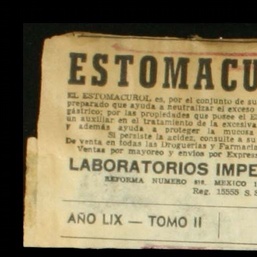 ESTOMACU
EL ESTOMACUROL es, por el conjunto de su
preparado que ayuda a neutralizar el exceso
gástrico; por las propiedades que posee el E
un auxiliar en el tratamiento de la excesiva
y además ayuda a proteger la mucosa
Si persiste la acidez, consulte a su
De venta en todas las Droguerías y Farmacia
Ventas por mayoreo y envíos por Expres
LABORATORIOS IMPE
REFORMA NUMERO MEXICO 1
Reg. 15555 S. S
AÑO LIX — TOMO II